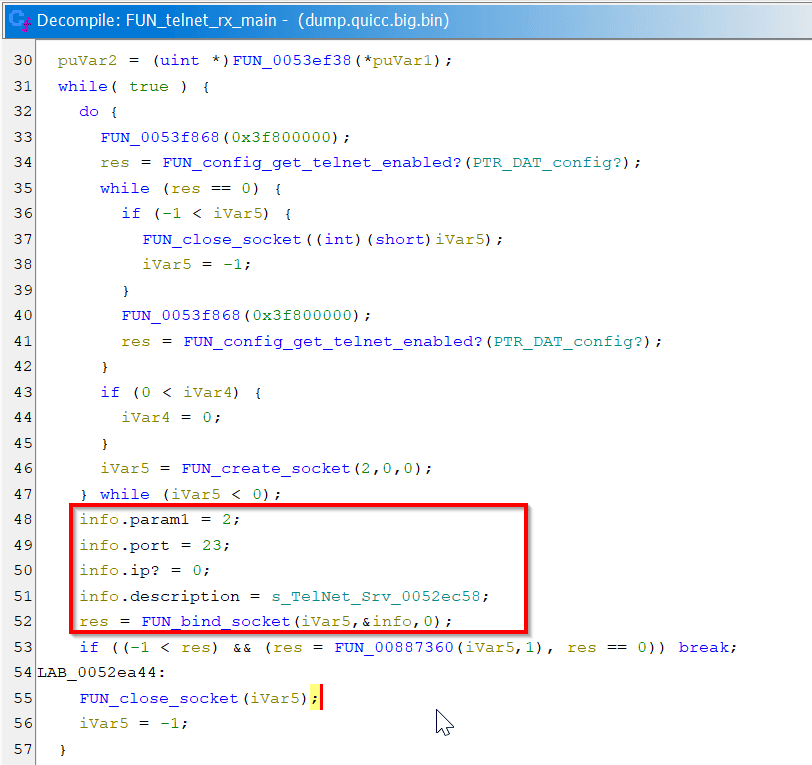 Decompile: FUN_telnet_rx_main - (dump.quicc.big.bin)
30 puVar2 = (uint *)FUN_0053ef38(*puVar1);
31 while( true ) {
32 do {
33 FUN_0053f868(0x3f800000);
34 res = FUN_config_get_telnet_enabled?(PTR_DAT_config?);
35 while (res == 0) {
36 if (-1 < iVar5) {
37 FUN_close_socket((int)(short)iVar5);
38 iVar5 = -1;
39 }
40 FUN_0053f868(0x3f800000);
41 res = FUN_config_get_telnet_enabled?(PTR_DAT_config?);
42 }
43 if (0 < iVar4) {
44 iVar4 = 0;
45 }
46 iVar5 = FUN_create_socket(2,0,0);
47 } while (iVar5 < 0);
48 info.param1 = 2;
49 info.port = 23;
50 info.ip? = 0;
51 info.description = s_TelNet_Srv_0052ec58;
52 res = FUN_bind_socket(iVar5,&info,0);
53 if ((-1 < res) && (res = FUN_00887360(iVar5,1), res == 0)) break;
54 LAB_0052ea44:
55 FUN_close_socket(iVar5);
56 iVar5 = -1;
57 }